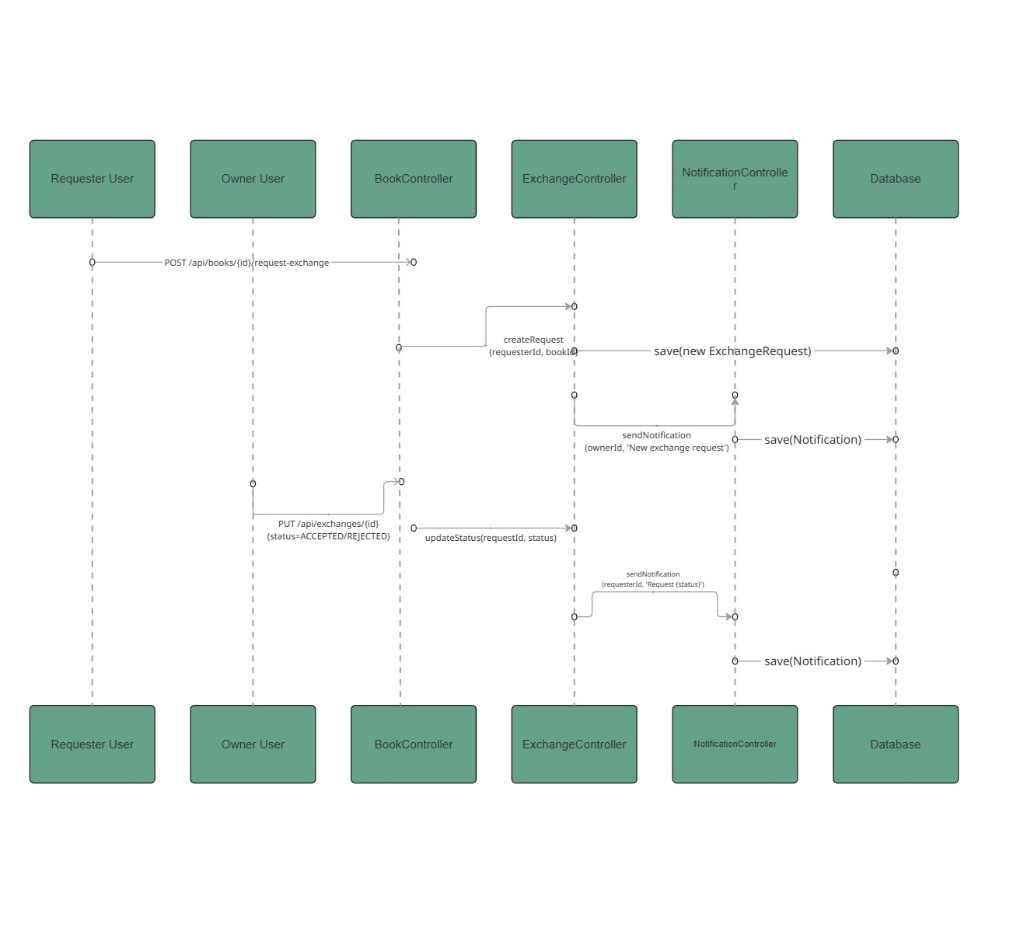 Requester User
Owner User
BookController
ExchangeController
NotificationControlle
r
Database
POST /api/books/{id}/request-exchange
createRequest
(requesterId, bookId)
save(new ExchangeRequest)
sendNotification
(ownerId, 'New exchange request')
save(Notification)
PUT /api/exchanges/{id}
(status=ACCEPTED/REJECTED)
updateStatus(requestId, status)
sendNotification
(requesterId, 'Request {status}')
save(Notification)
Requester User
Owner User
BookController
ExchangeController
NotificationController
Database